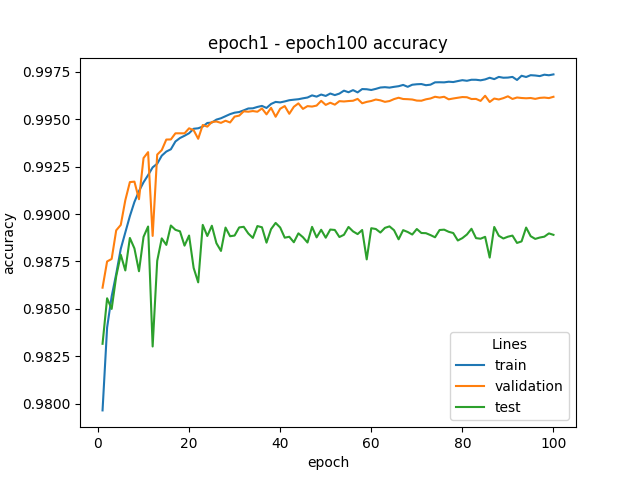 epoch1 - epoch100 accuracy
0.9975
0.9950
0.9925
0.9900
0.9875
0.9850
0.9825
0.9800
accuracy
0
20
40
60
80
100
epoch
Lines
train
validation
test